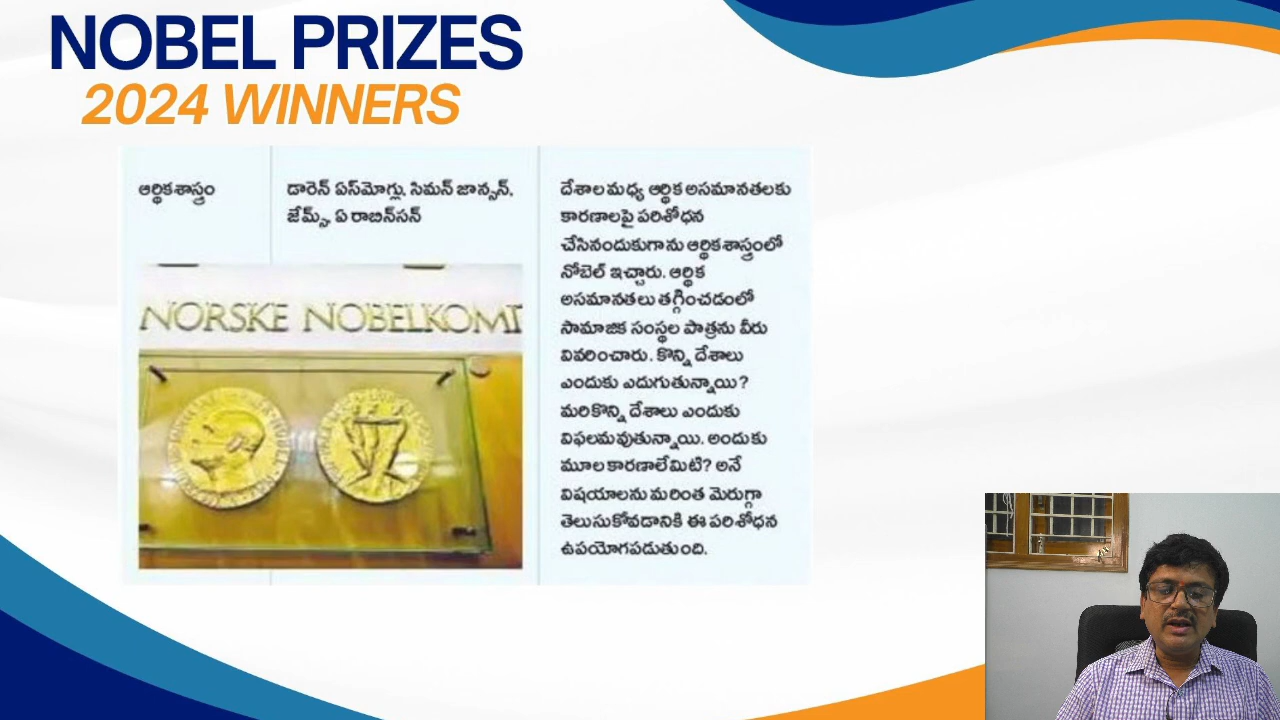 NOBEL PRIZES
2024 WINNERS
ఆర్థికశాస్త్రం
డారెన్ ఏస్‌మోగ్లు, సిమన్ జాన్సన్,
జేమ్స్ ఏ రాబిన్‌సన్
దేశాల మధ్య ఆర్థిక అసమానతలకు
కారణాలపై పరిశోధన
చేసినందుకుగాను ఆర్థికశాస్త్రంలో
నోబెల్ ఇచ్చారు. ఆర్థిక
అసమానతలు తగ్గించడంలో
సామాజిక సంస్థల పాత్రను వీరు
వివరించారు. కొన్ని దేశాలు
ఎందుకు ఎదుగుతున్నాయి?
మరికొన్ని దేశాలు ఎందుకు
విఫలమవుతున్నాయి. అందుకు
మూల కారణాలేమిటి? అనే
విషయాలను మరింత మెరుగ్గా
తెలుసుకోవడానికి ఈ పరిశోధన
ఉపయోగపడుతుంది.
NORSKE NOBELKOMI